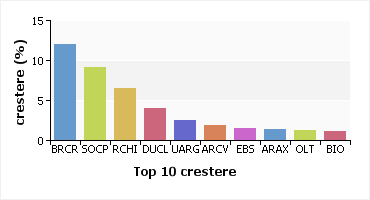 crestere (%)
15
10
5
0
BRCR SOCP RCHI DUCL UARG ARCV EBS ARAX OLT BIO
Top 10 crestere